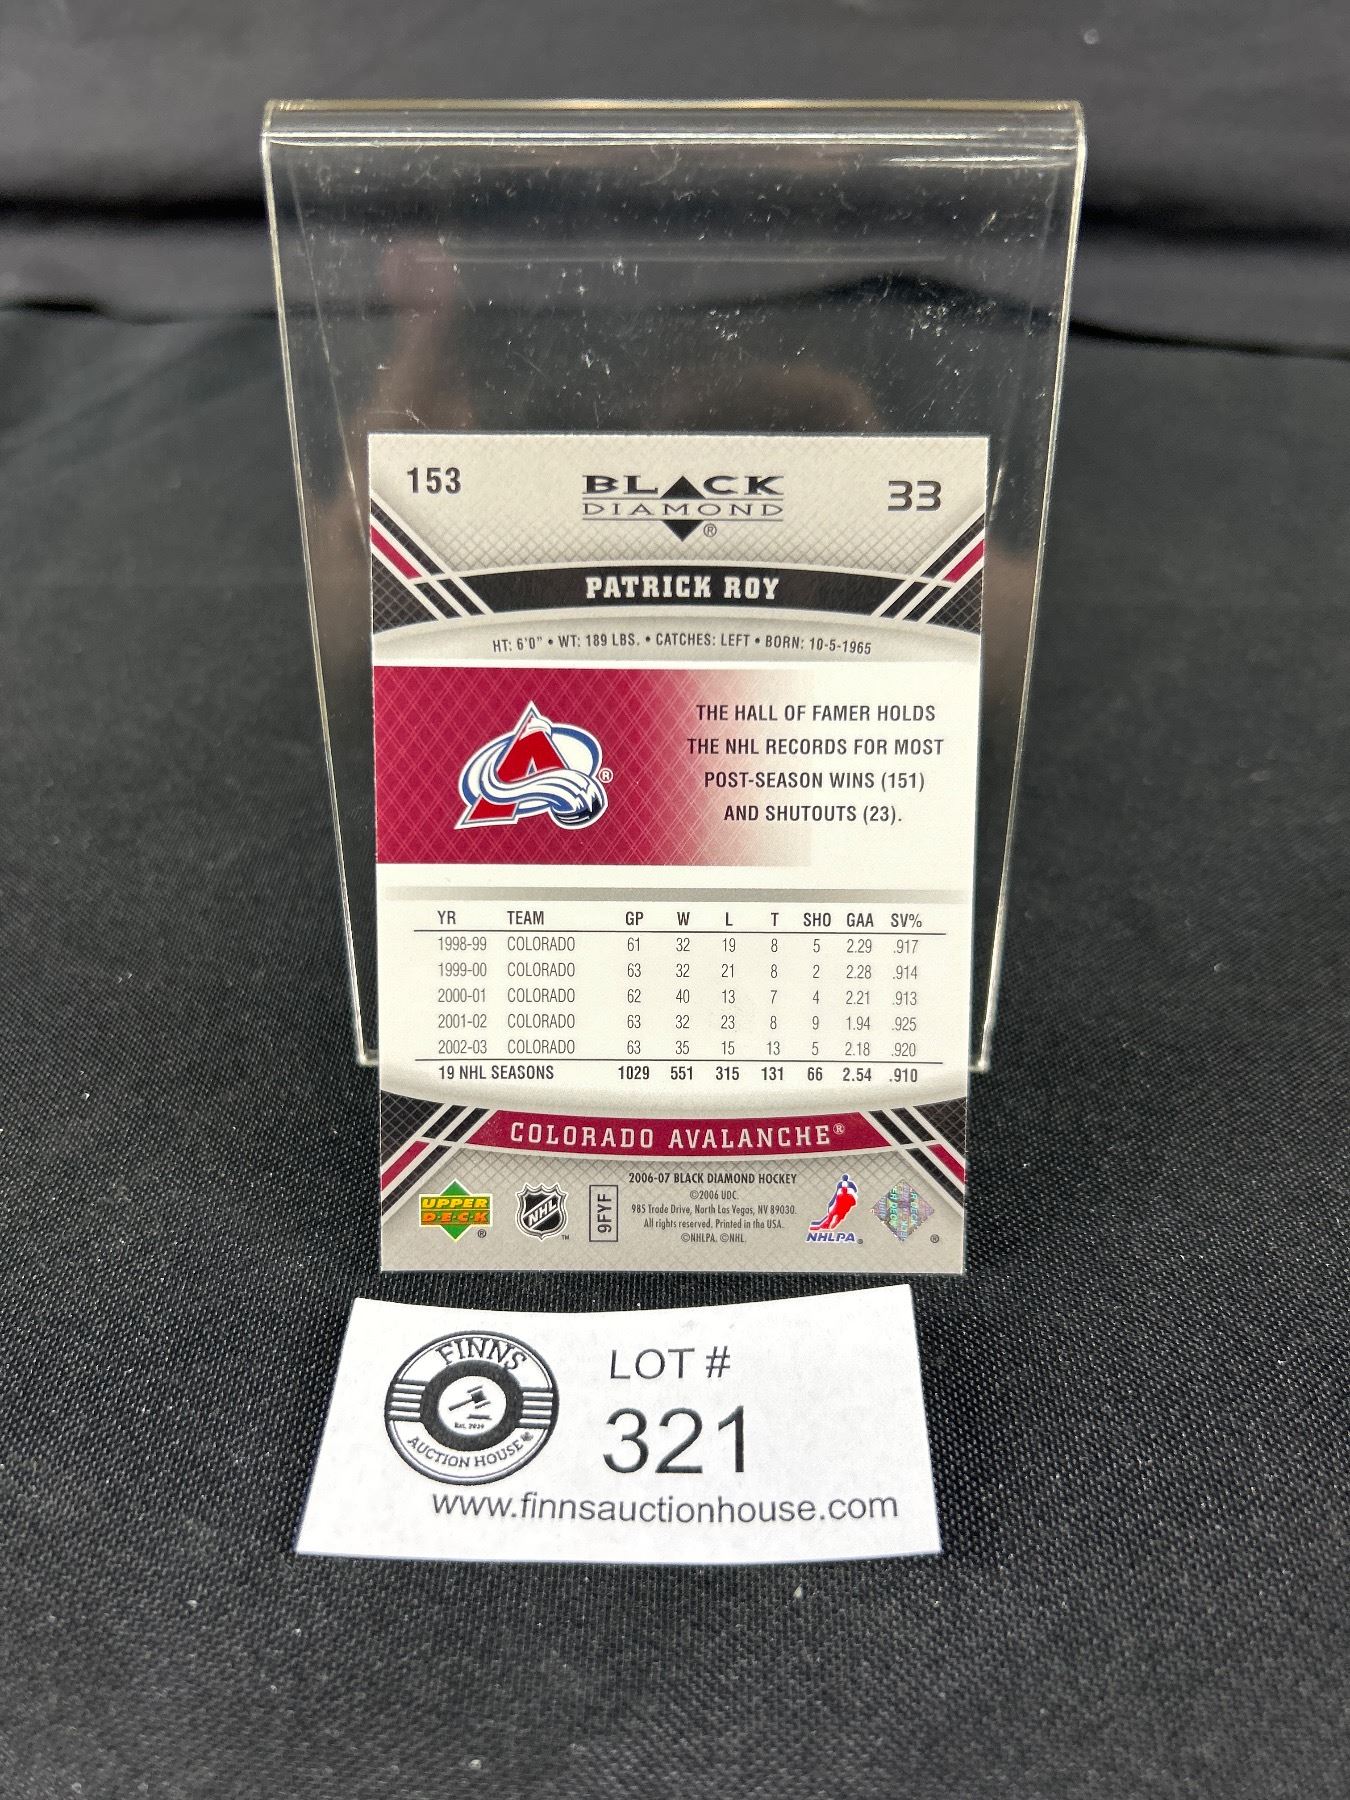 153 BLACK 33
DIAMOND®
PATRICK ROY
HT: 6'0" • WT: 189 LBS. • CATCHES: LEFT • BORN: 10-5-1965
THE HALL OF FAMER HOLDS
THE NHL RECORDS FOR MOST
POST-SEASON WINS (151)
AND SHUTOUTS (23).
A ®
YR TEAM GP W L T SHO GAA SV%
1998-99 COLORADO 61 32 19 8 5 2.29 .917
1999-00 COLORADO 63 32 21 8 2 2.28 .914
2000-01 COLORADO 62 40 13 7 4 2.21 .913
2001-02 COLORADO 63 32 23 8 9 1.94 .925
2002-03 COLORADO 63 35 15 13 5 2.18 .920
19 NHL SEASONS 1029 551 315 131 66 2.54 .910
COLORADO AVALANCHE®
UPPER
DECK ®
NHL ™
9FYF
2006-07 BLACK DIAMOND HOCKEY
©2006 UDC.
985 Trade Drive, North Las Vegas, NV 89030.
All rights reserved. Printed in the USA.
©NHLPA. ©NHL.
NHLPA®
®
FINNS
EST. 2019
AUCTION HOUSE
LOT #
321
www.finnsauctionhouse.com